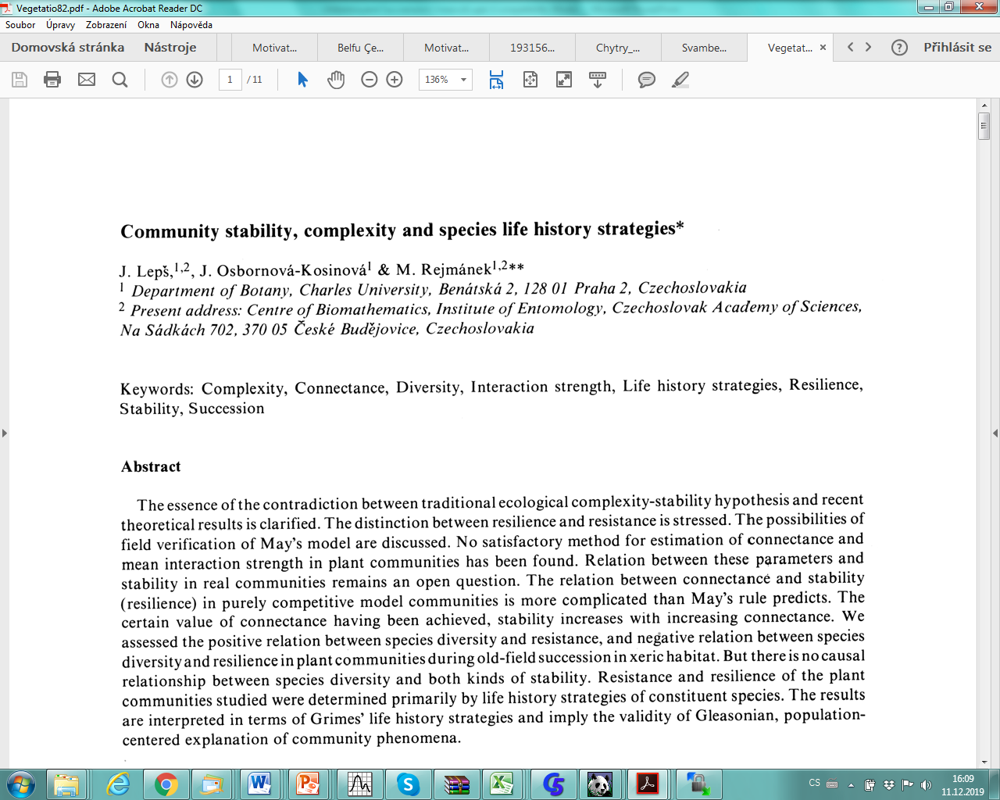 Vegetatio82.pdf - Adobe Acrobat Reader DC
Soubor Úpravy Zobrazení Okna Nápověda
Domovská stránka Nástroje Motivat... Belfu Çe... Motivat... 193156... Chytry_... Svambe... Vegetat... × Přihlásit se
1 / 11 136%
Community stability, complexity and species life history strategies*
J. Lepš,1,2, J. Osbornová-Kosinová1 & M. Rejmánek1,2**
1 Department of Botany, Charles University, Benátská 2, 128 01 Praha 2, Czechoslovakia
2 Present address: Centre of Biomathematics, Institute of Entomology, Czechoslovak Academy of Sciences,
Na Sádkách 702, 370 05 České Budějovice, Czechoslovakia
Keywords: Complexity, Connectance, Diversity, Interaction strength, Life history strategies, Resilience,
Stability, Succession
Abstract
The essence of the contradiction between traditional ecological complexity-stability hypothesis and recent
theoretical results is clarified. The distinction between resilience and resistance is stressed. The possibilities of
field verification of May's model are discussed. No satisfactory method for estimation of connectance and
mean interaction strength in plant communities has been found. Relation between these parameters and
stability in real communities remains an open question. The relation between connectance and stability
(resilience) in purely competitive model communities is more complicated than May's rule predicts. The
certain value of connectance having been achieved, stability increases with increasing connectance. We
assessed the positive relation between species diversity and resistance, and negative relation between species
diversity and resilience in plant communities during old-field succession in xeric habitat. But there is no causal
relationship between species diversity and both kinds of stability. Resistance and resilience of the plant
communities studied were determined primarily by life history strategies of constituent species. The results
are interpreted in terms of Grimes' life history strategies and imply the validity of Gleasonian, population-
centered explanation of community phenomena.
CS 16:09
11.12.2019